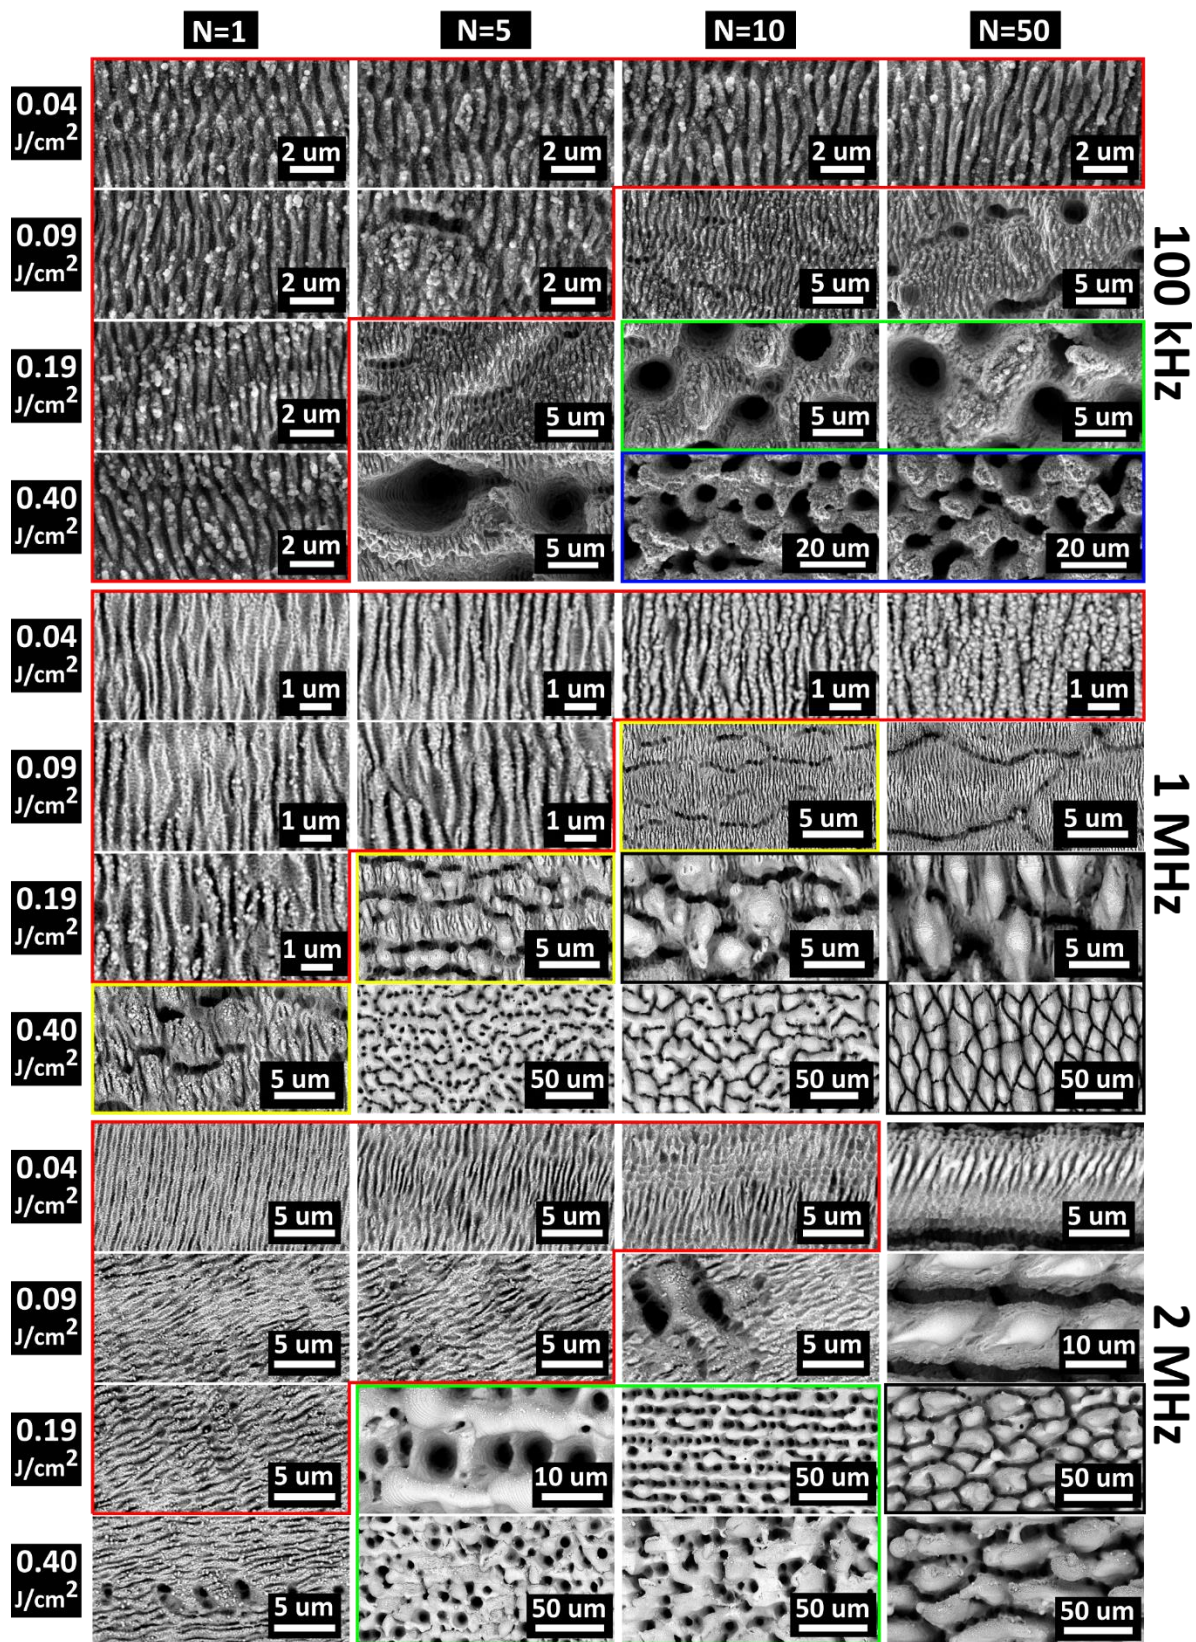 N=1 N=5 N=10 N=50
0.04
J/cm²
2 um 2 um 2 um 2 um
0.09
J/cm²
2 um 2 um 5 um 5 um
100 kHz
0.19
J/cm²
2 um 5 um 5 um 5 um
0.40
J/cm²
2 um 5 um 20 um 20 um
0.04
J/cm²
1 um 1 um 1 um 1 um
0.09
J/cm²
1 um 1 um 5 um 5 um
1 MHz
0.19
J/cm²
1 um 5 um 5 um 5 um
0.40
J/cm²
5 um 50 um 50 um 50 um
0.04
J/cm²
5 um 5 um 5 um 5 um
0.09
J/cm²
5 um 5 um 5 um 10 um
2 MHz
0.19
J/cm²
5 um 10 um 50 um 50 um
0.40
J/cm²
5 um 50 um 50 um 50 um